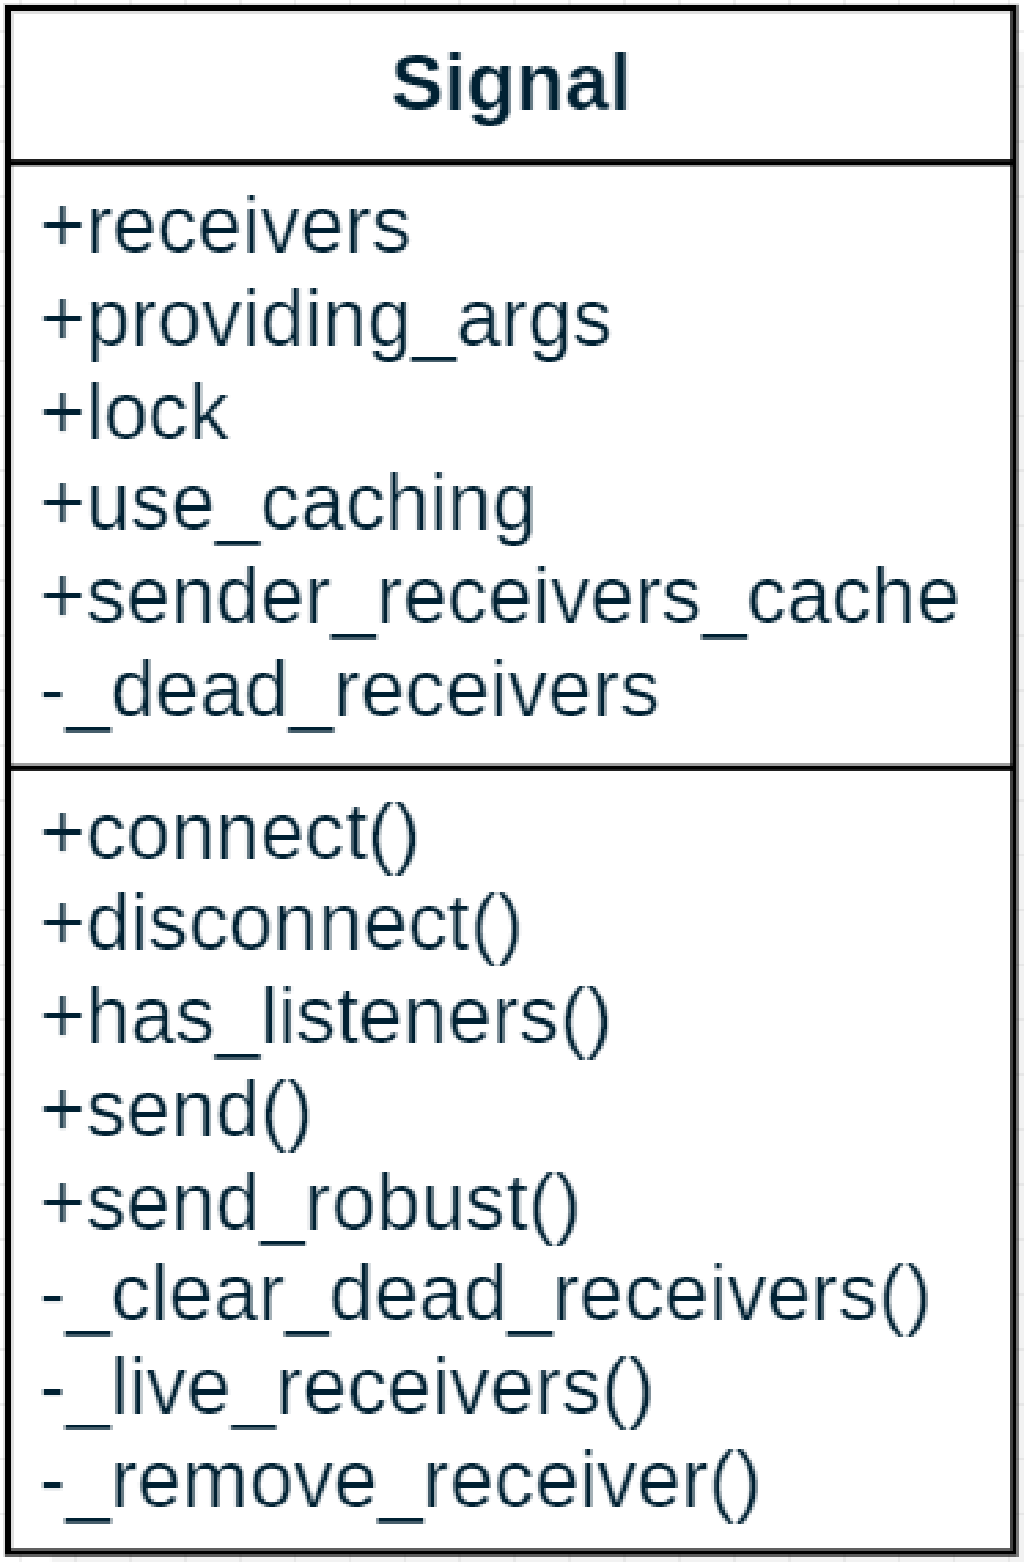 Signal
+receivers
+providing_args
+lock
+use_caching
+sender_receivers_cache
-_dead_receivers
+connect()
+disconnect()
+has_listeners()
+send()
+send_robust()
-_clear_dead_receivers()
-_live_receivers()
-_remove_receiver()